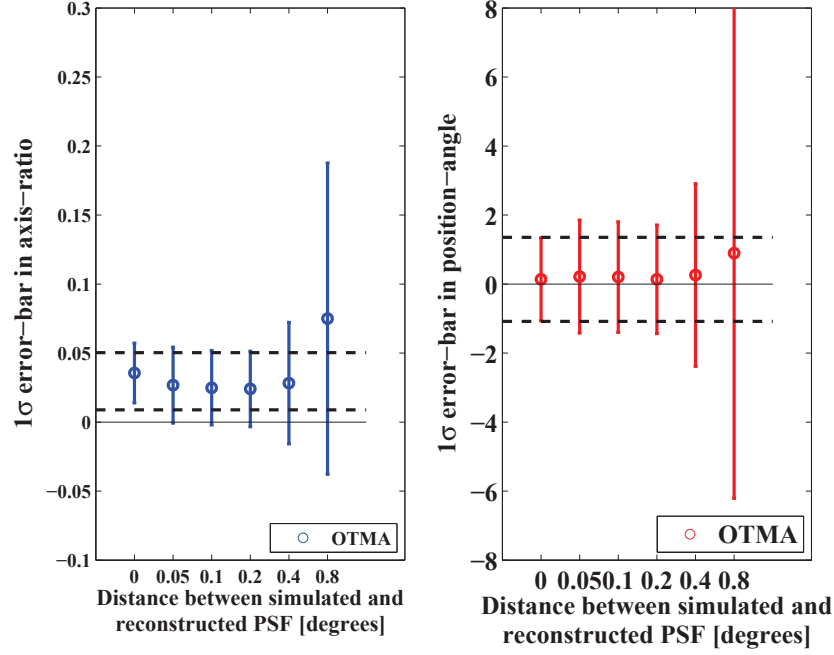 0.3
0.25
0.2
0.15
0.1
0.05
0
−0.05
−0.1
1σ error−bar in axis−ratio
OTMA
0 0.05 0.1 0.2 0.4 0.8
Distance between simulated and
reconstructed PSF [degrees]
8
6
4
2
0
−2
−4
−6
−8
1σ error−bar in position−angle
OTMA
0 0.05 0.1 0.2 0.4 0.8
Distance between simulated and
reconstructed PSF [degrees]